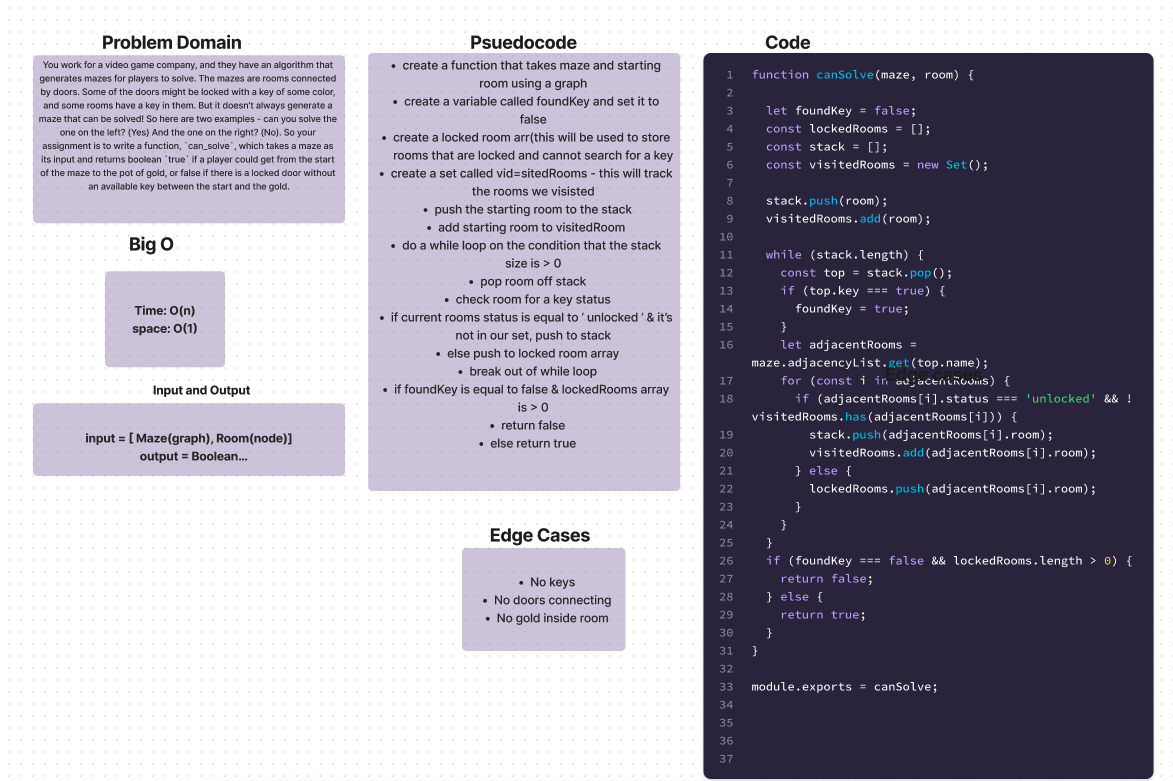 Problem Domain
You work for a video game company, and they have an algorithm that
generates mazes for players to solve. The mazes are rooms connected
by doors. Some of the doors might be locked with a key of some color,
and some rooms have a key in them. But it doesn't always generate a
maze that can be solved! So here are two examples - can you solve the
one on the left? (Yes) And the one on the right? (No). So your
assignment is to write a function, `can_solve`, which takes a maze as
its input and returns boolean `true` if a player could get from the start
of the maze to the pot of gold, or false if there is a locked door without
an available key between the start and the gold.
Big O
Time: O(n)
space: O(1)
Input and Output
input = [ Maze(graph), Room(node)]
output = Boolean...
Psuedocode
• create a function that takes maze and starting
room using a graph
• create a variable called foundKey and set it to
false
• create a locked room arr(this will be used to store
rooms that are locked and cannot search for a key
• create a set called vid=sitedRooms - this will track
the rooms we visisted
• push the starting room to the stack
• add starting room to visitedRoom
• do a while loop on the condition that the stack
size is > 0
• pop room off stack
• check room for a key status
• if current rooms status is equal to ‘ unlocked ‘ & it’s
not in our set, push to stack
• else push to locked room array
• break out of while loop
• if foundKey is equal to false & lockedRooms array
is > 0
• return false
• else return true
Edge Cases
• No keys
• No doors connecting
• No gold inside room
Code
1 function canSolve(maze, room) {
2
3 let foundKey = false;
4 const lockedRooms = [];
5 const stack = [];
6 const visitedRooms = new Set();
7
8 stack.push(room);
9 visitedRooms.add(room);
10
11 while (stack.length) {
12 const top = stack.pop();
13 if (top.key === true) {
14 foundKey = true;
15 }
16 let adjacentRooms =
maze.adjacencyList.get(top.name);
Edge cases
17 for (const i in adjacentRooms) {
18 if (adjacentRooms[i].status === 'unlocked' && !
visitedRooms.has(adjacentRooms[i])) {
19 stack.push(adjacentRooms[i].room);
20 visitedRooms.add(adjacentRooms[i].room);
21 } else {
22 lockedRooms.push(adjacentRooms[i].room);
23 }
24 }
25 }
26 if (foundKey === false && lockedRooms.length > 0) {
27 return false;
28 } else {
29 return true;
30 }
31 }
32
33 module.exports = canSolve;
34
35
36
37